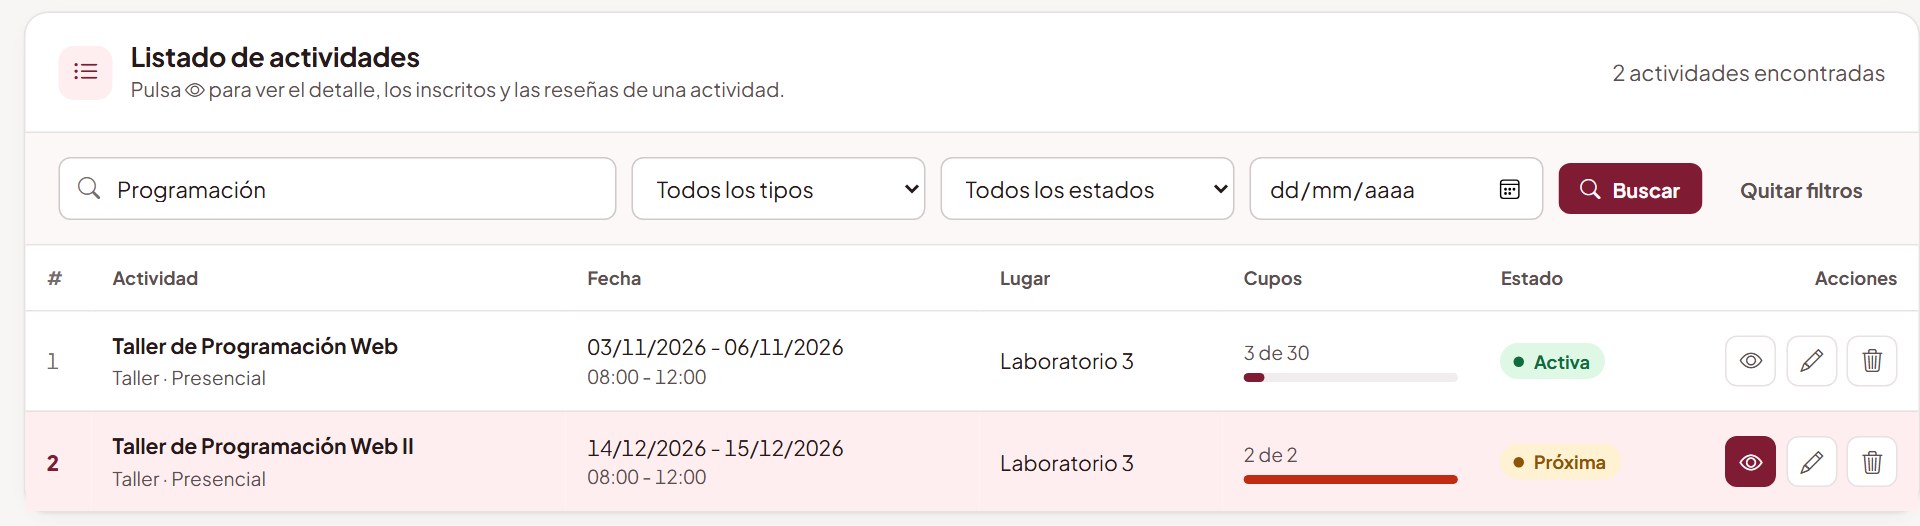 Listado de actividades
Pulsa para ver el detalle, los inscritos y las reseñas de una actividad.
2 actividades encontradas
Programación
Todos los tipos
Todos los estados
dd/mm/aaaa
Buscar
Quitar filtros
# Actividad Fecha Lugar Cupos Estado Acciones
1
Taller de Programación Web
Taller · Presencial
03/11/2026 - 06/11/2026
08:00 - 12:00
Laboratorio 3
3 de 30
Activa
2
Taller de Programación Web II
Taller · Presencial
14/12/2026 - 15/12/2026
08:00 - 12:00
Laboratorio 3
2 de 2
Próxima